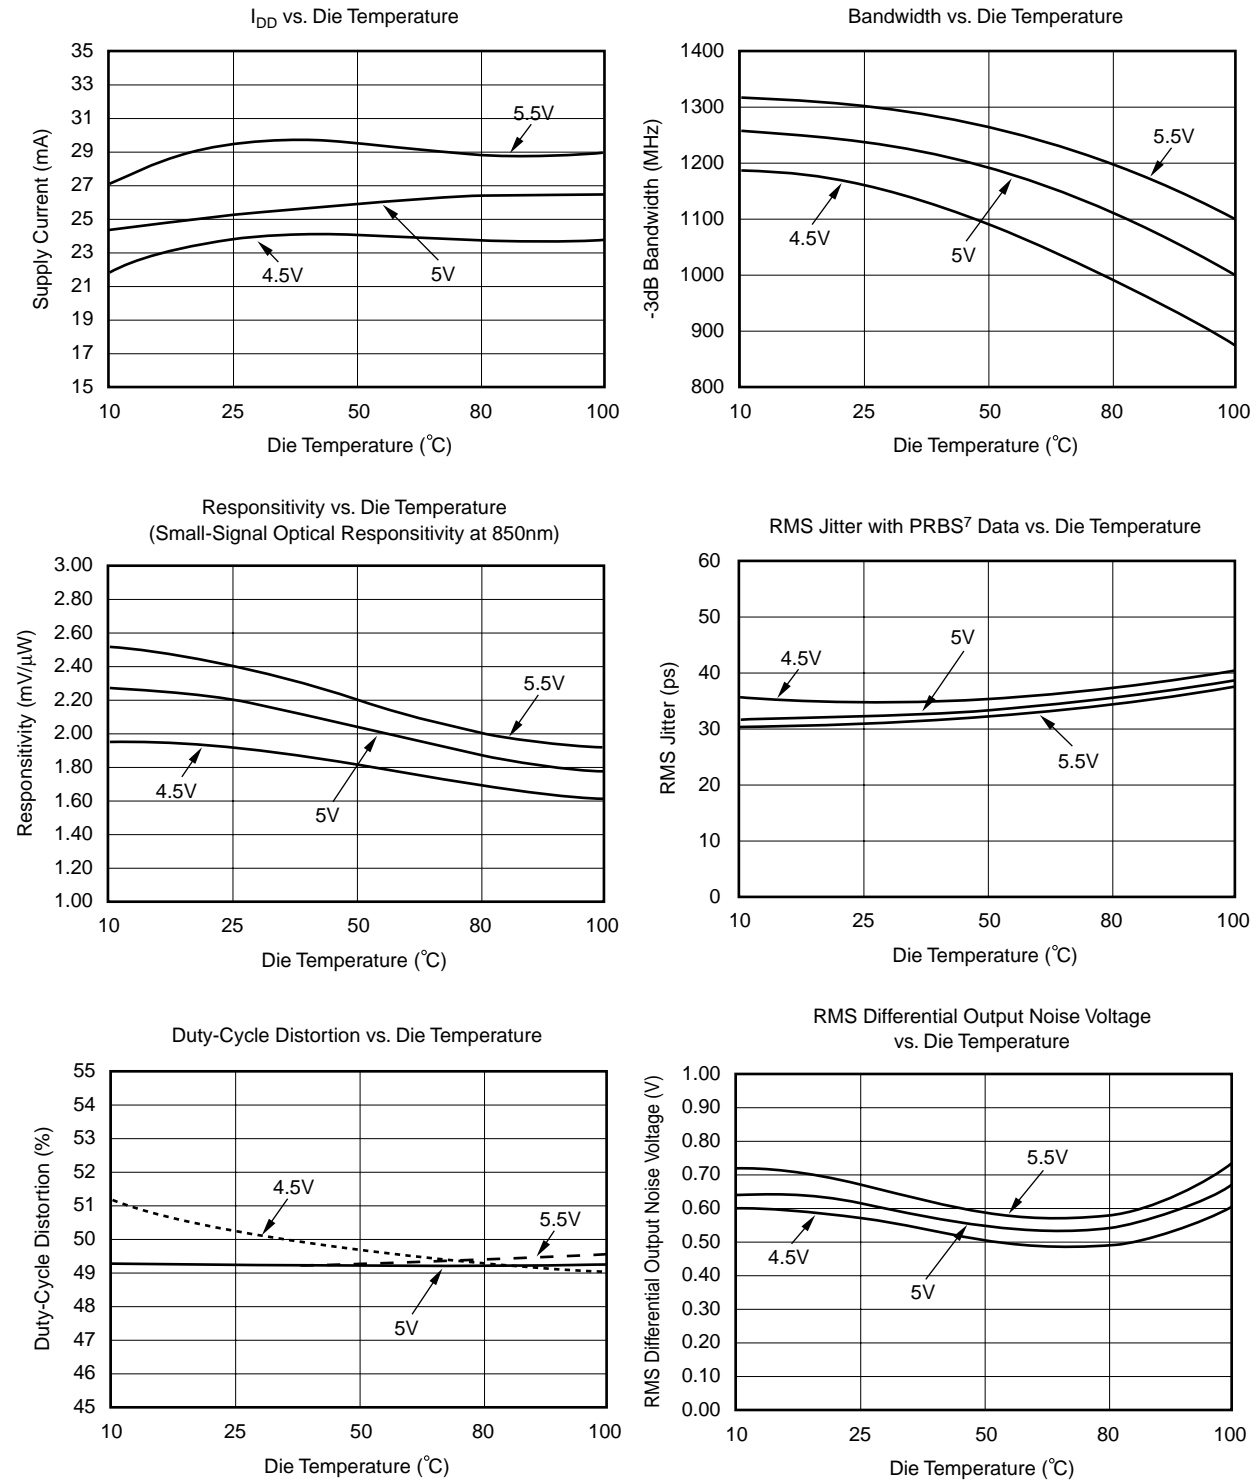 I_DD vs. Die Temperature
35
33
31
29
27
25
23
21
19
17
15
Supply Current (mA)
5.5V
4.5V
5V
10 25 50 80 100
Die Temperature (°C)
Bandwidth vs. Die Temperature
1400
1300
1200
1100
1000
900
800
-3dB Bandwidth (MHz)
5.5V
4.5V
5V
10 25 50 80 100
Die Temperature (°C)
Responsitivity vs. Die Temperature
(Small-Signal Optical Responsitivity at 850nm)
3.00
2.80
2.60
2.40
2.20
2.00
1.80
1.60
1.40
1.20
1.00
Responsitivity (mV/μW)
5.5V
4.5V
5V
10 25 50 80 100
Die Temperature (°C)
RMS Jitter with PRBS⁷ Data vs. Die Temperature
60
50
40
30
20
10
0
RMS Jitter (ps)
5V
4.5V
5.5V
10 25 50 80 100
Die Temperature (°C)
Duty-Cycle Distortion vs. Die Temperature
55
54
53
52
51
50
49
48
47
46
45
Duty-Cycle Distortion (%)
4.5V
5.5V
5V
10 25 50 80 100
Die Temperature (°C)
RMS Differential Output Noise Voltage
vs. Die Temperature
1.00
0.90
0.80
0.70
0.60
0.50
0.40
0.30
0.20
0.10
0.00
RMS Differential Output Noise Voltage (V)
5.5V
4.5V
5V
10 25 50 80 100
Die Temperature (°C)